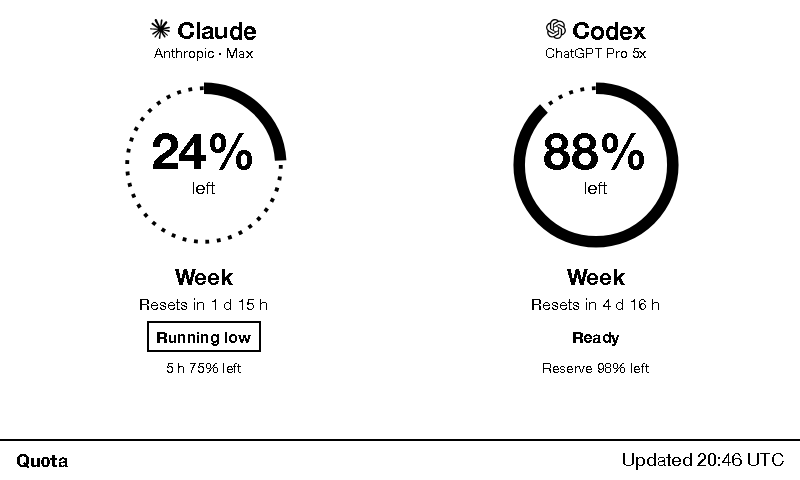 Claude
Anthropic · Max
24%
left
Week
Resets in 1 d 15 h
Running low
5 h 75% left
Codex
ChatGPT Pro 5x
88%
left
Week
Resets in 4 d 16 h
Ready
Reserve 98% left
Quota
Updated 20:46 UTC